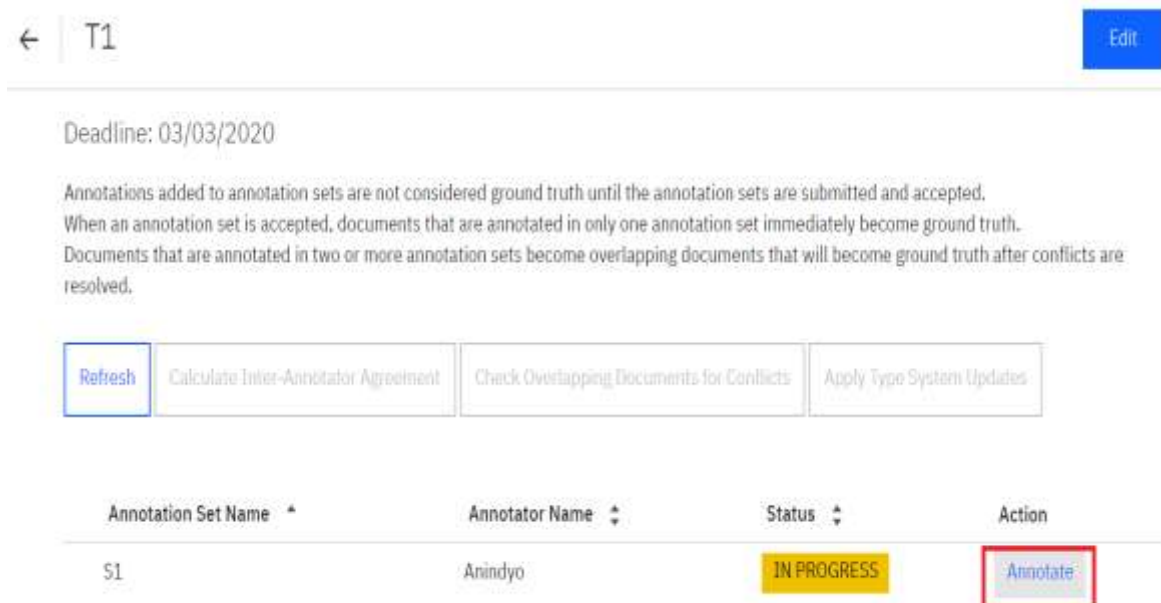 ← T1 Edit
Deadline: 03/03/2020
Annotations added to annotation sets are not considered ground truth until the annotation sets are submitted and accepted.
When an annotation set is accepted, documents that are annotated in only one annotation set immediately become ground truth.
Documents that are annotated in two or more annotation sets become overlapping documents that will become ground truth after conflicts are
resolved.
Refresh Calculate Inter-Annotator Agreement Check Overlapping Documents for Conflicts Apply Type System Updates
Annotation Set Name Annotator Name Status Action
S1 Anindyo IN PROGRESS Annotate